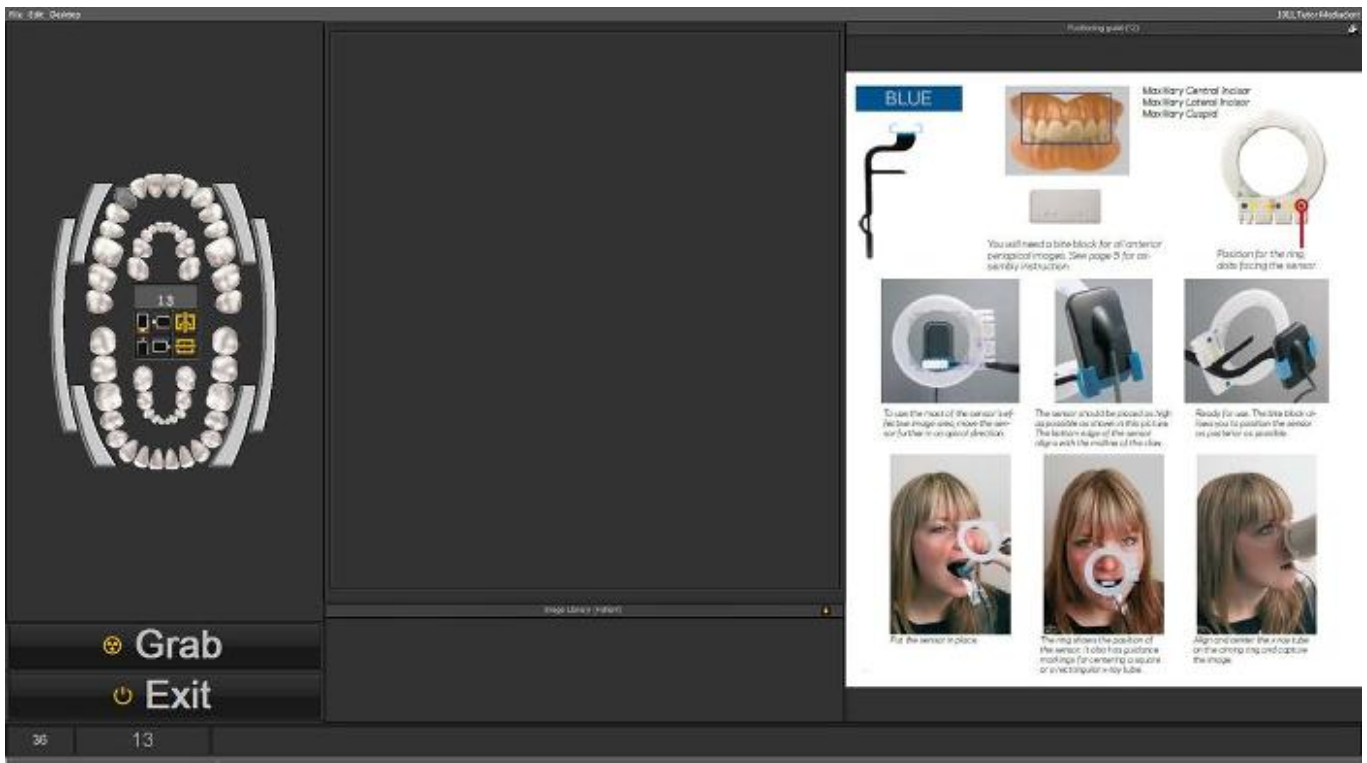 File Edit Desktop
Positioning guide (12)
BLUE
Maxillary Central Incisor
Maxillary Lateral Incisor
Maxillary Cuspid
You will need a bite block for all anterior
periapical images. See page 9 for as-
sembly instruction.
Position for the ring,
dots facing the sensor.
13
To use the most of the sensor's ef-
fective image area, move the sen-
sor further in an apical direction.
The sensor should be placed as high
as possible as shown in this picture.
The bottom edge of the sensor
aligns with the midline of the claw.
Ready for use. The bite block al-
lows you to position the sensor
as posterior as possible.
Image Library (Patient)
Put the sensor in place.
The ring shows the position of
the sensor. It also has guidance
markings for centering a square
or a rectangular x-ray tube.
Align and center the x-ray tube
on the aiming ring and capture
the image.
Grab
Exit
36
13